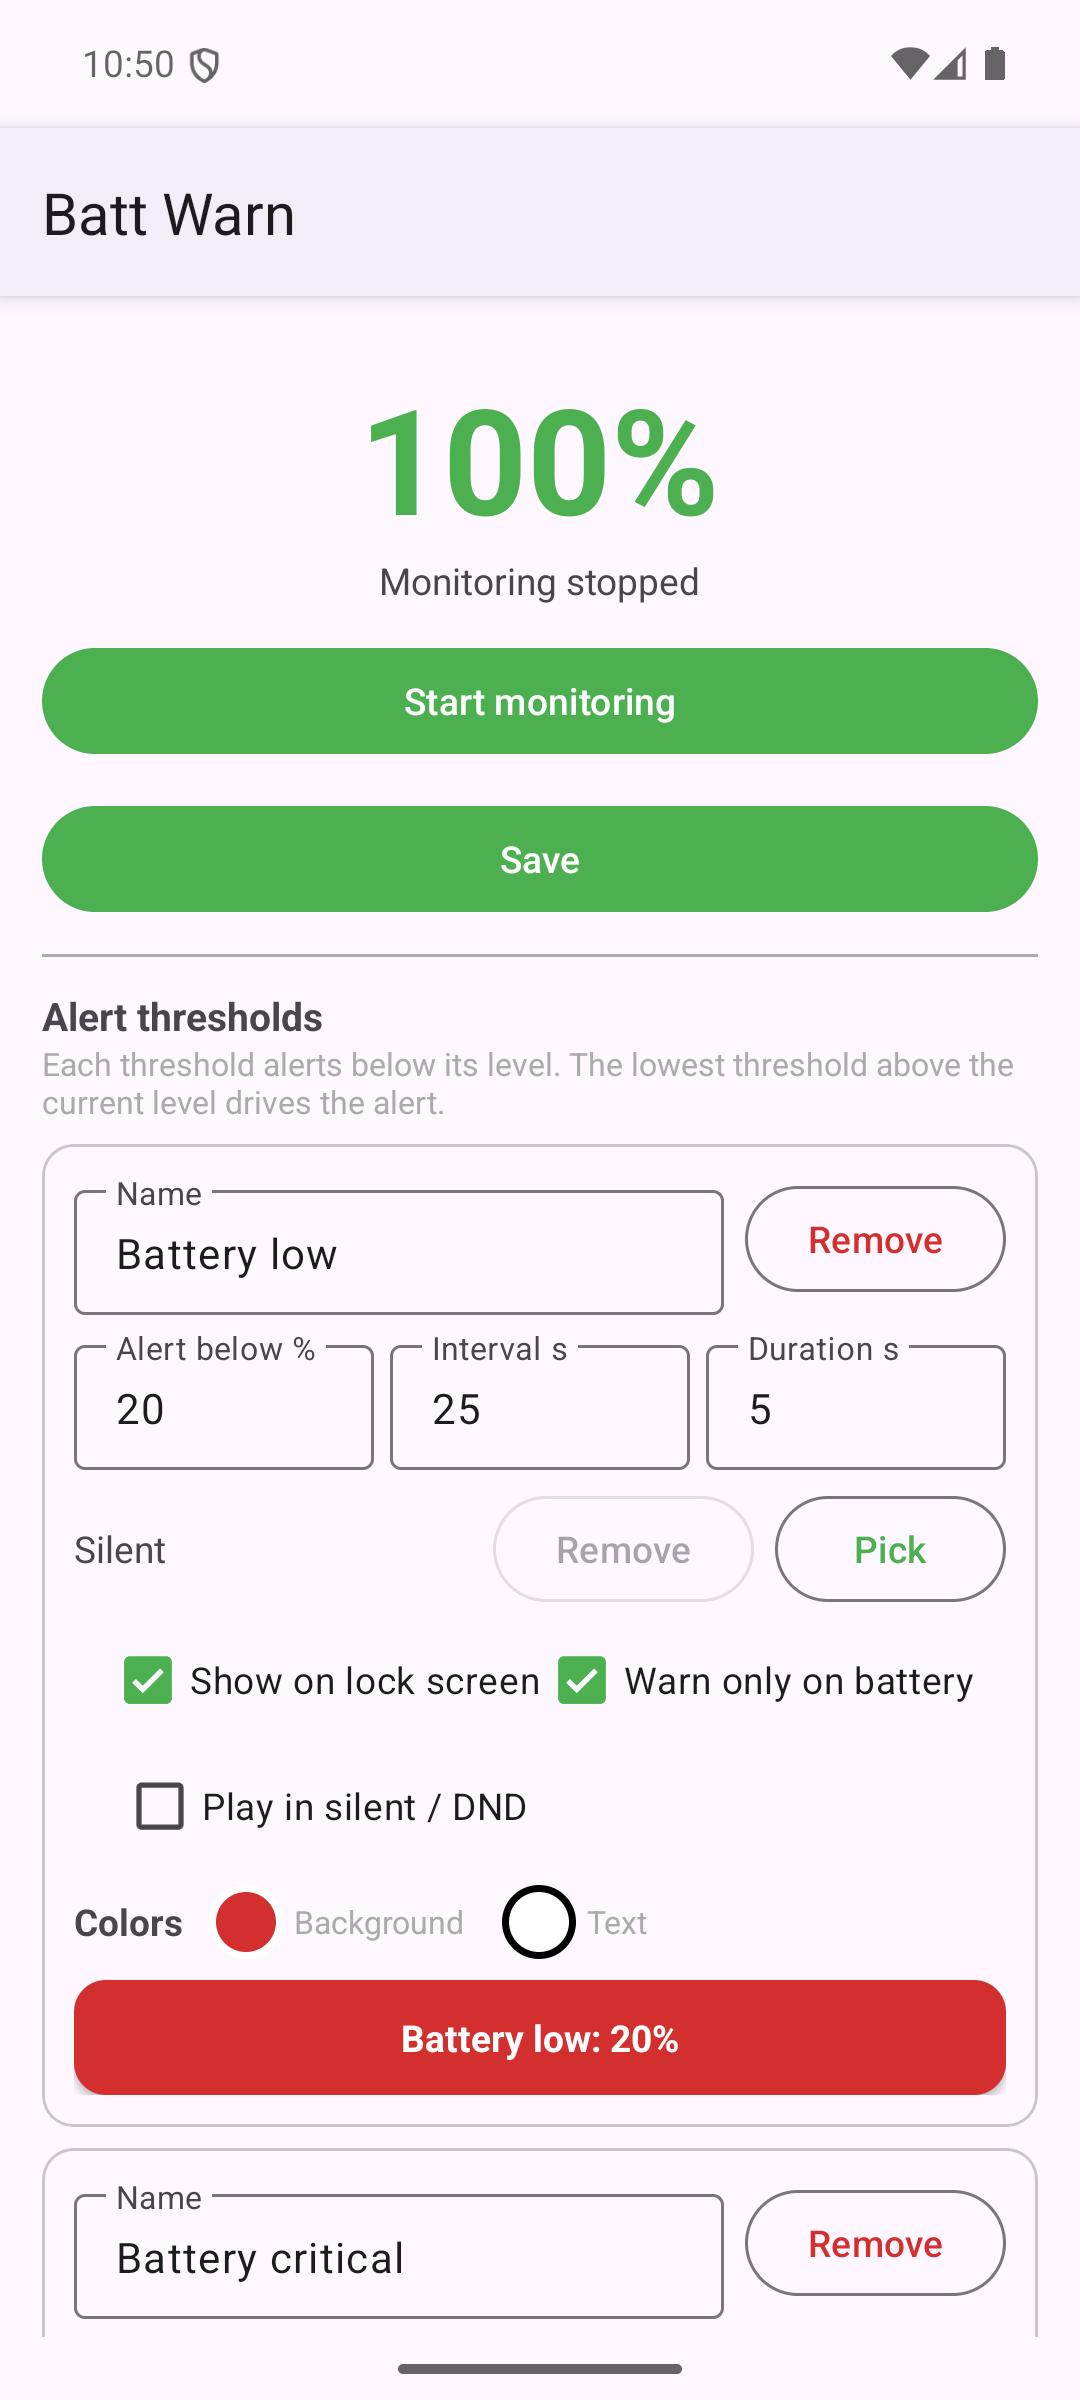 10:50
Batt Warn
100%
Monitoring stopped
Start monitoring
Save
Alert thresholds
Each threshold alerts below its level. The lowest threshold above the
current level drives the alert.
Name
Battery low
Remove
Alert below %
Interval s
Duration s
20
25
5
Silent
Remove
Pick
Show on lock screen
Warn only on battery
Play in silent / DND
Colors
Background
Text
Battery low: 20%
Name
Battery critical
Remove